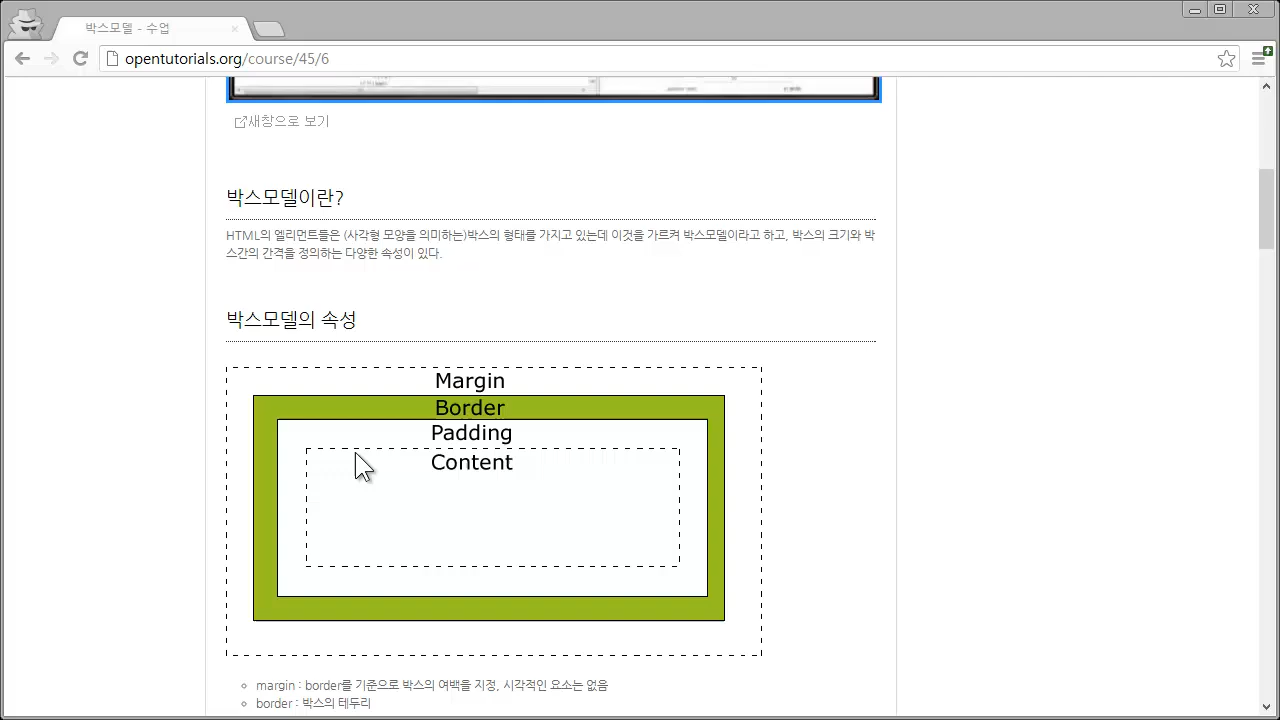 박스모델 - 수업
opentutorials.org/course/45/6
새창으로 보기
박스모델이란?
HTML의 엘리먼트들은 (사각형 모양을 의미하는)박스의 형태를 가지고 있는데 이것을 가르켜 박스모델이라고 하고, 박스의 크기와 박
스간의 간격을 정의하는 다양한 속성이 있다.
박스모델의 속성
Margin
Border
Padding
Content
margin : border를 기준으로 박스의 여백을 지정, 시각적인 요소는 없음
border : 박스의 테두리